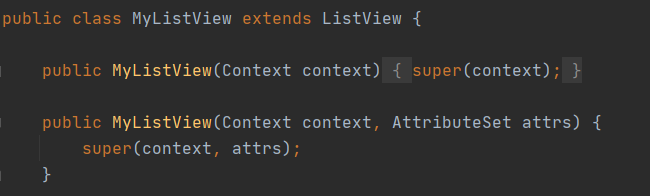 public class MyListView extends ListView {
public MyListView(Context context) { super(context); }
public MyListView(Context context, AttributeSet attrs) {
super(context, attrs);
}